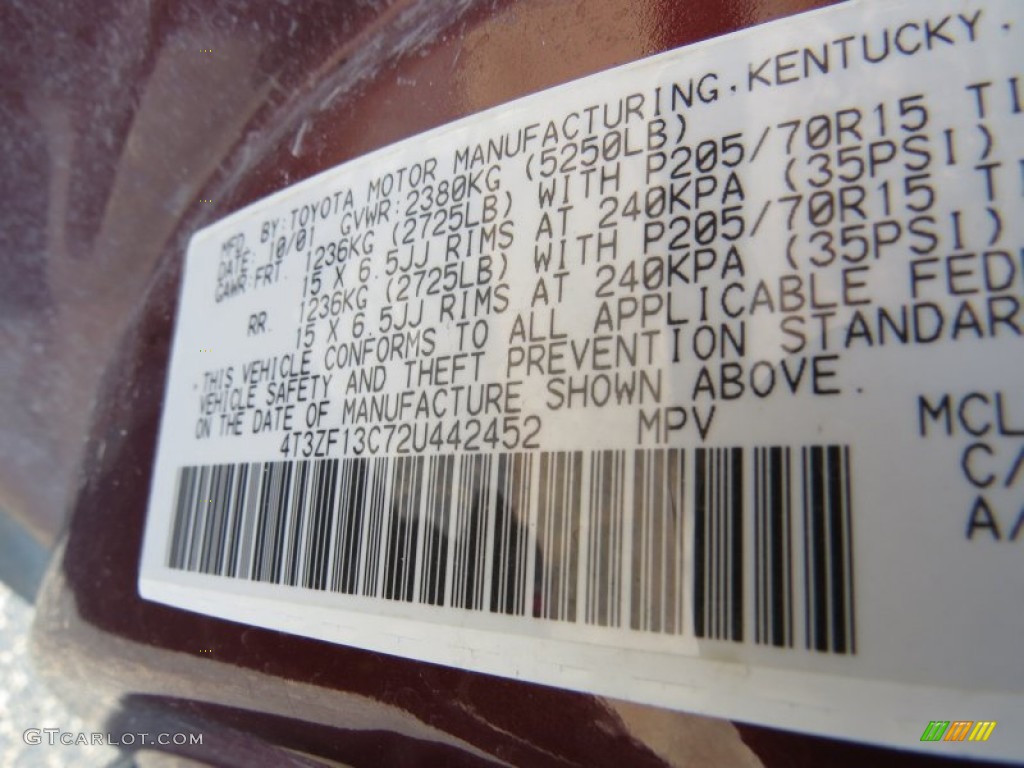 MFD. BY:TOYOTA MOTOR MANUFACTURING.KENTUCKY.
DATE: 10/01 GVWR:2380KG (5250LB)
GAWR:FRT. 1236KG (2725LB) WITH P205/70R15 TI
15 X 6.5JJ RIMS AT 240KPA (35PSI)
RR. 1236KG (2725LB) WITH P205/70R15 TI
15 X 6.5JJ RIMS AT 240KPA (35PSI)
THIS VEHICLE CONFORMS TO ALL APPLICABLE FEDE
VEHICLE SAFETY AND THEFT PREVENTION STANDAR
ON THE DATE OF MANUFACTURE SHOWN ABOVE.
4T3ZF13C72U442452 MPV
MCL
C/
A/
GTCARLOT.COM